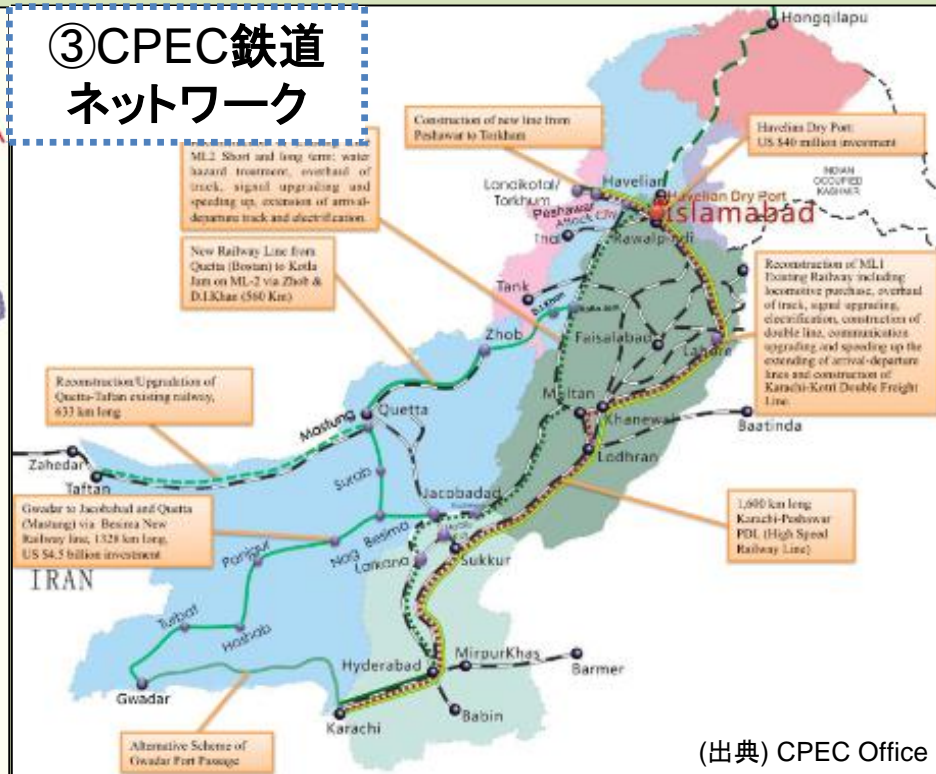 ③CPEC鉄道
ネットワーク
Hongqilapu
Construction of new line from
Peshawar to Torkham
Havelian Dry Port:
US $40 million investment
ML2 Short and long term: water
hazard treatment, overhaul of
track, signal upgrading and
speeding up, extension of arrival-
departure track and electrification.
Landikotal/
Torkhum
Havelian
Havelian Dry Port
INDIAN
OCCUPIED
KASHMIR
Peshawar
Attock City
Islamabad
Thal
Rawalpindi
New Railway Line from
Quetta (Bostan) to Kotla
Jam on ML-2 via Zhob &
D.I.Khan (560 Km)
Reconstruction of ML1
Existing Railway including
locomotive purchase, overhaul
of track, signal upgrading,
electrification, construction of
double line, communication
upgrading and speeding up the
extending of arrival-departure
lines and construction of
Karachi-Kotri Double Freight
Line.
Tank
D.I.Khan
Zhob
Faisalabad
Lahore
Reconstruction/Upgradation of
Quetta-Taftan existing railway,
633 km long
Mastung
Quetta
Multan
Khanewal
Baatinda
Lodhran
Zahedar
Taftan
Surab
Jacobadad
Gwadar to Jacobabad and Quetta
(Mastung) via Besima New
Railway line, 1328 km long,
US $4.5 billion investment
1,600 km long
Karachi-Peshawar
PDL (High Speed
Railway Line)
Besima
Nag
Panjgur
Larkana
Sukkur
IRAN
Turbat
Hoshab
Hyderabad
MirpurKhas
Barmer
Gwadar
Karachi
Babin
Alternative Scheme of
Gwadar Port Passage
(出典) CPEC Office